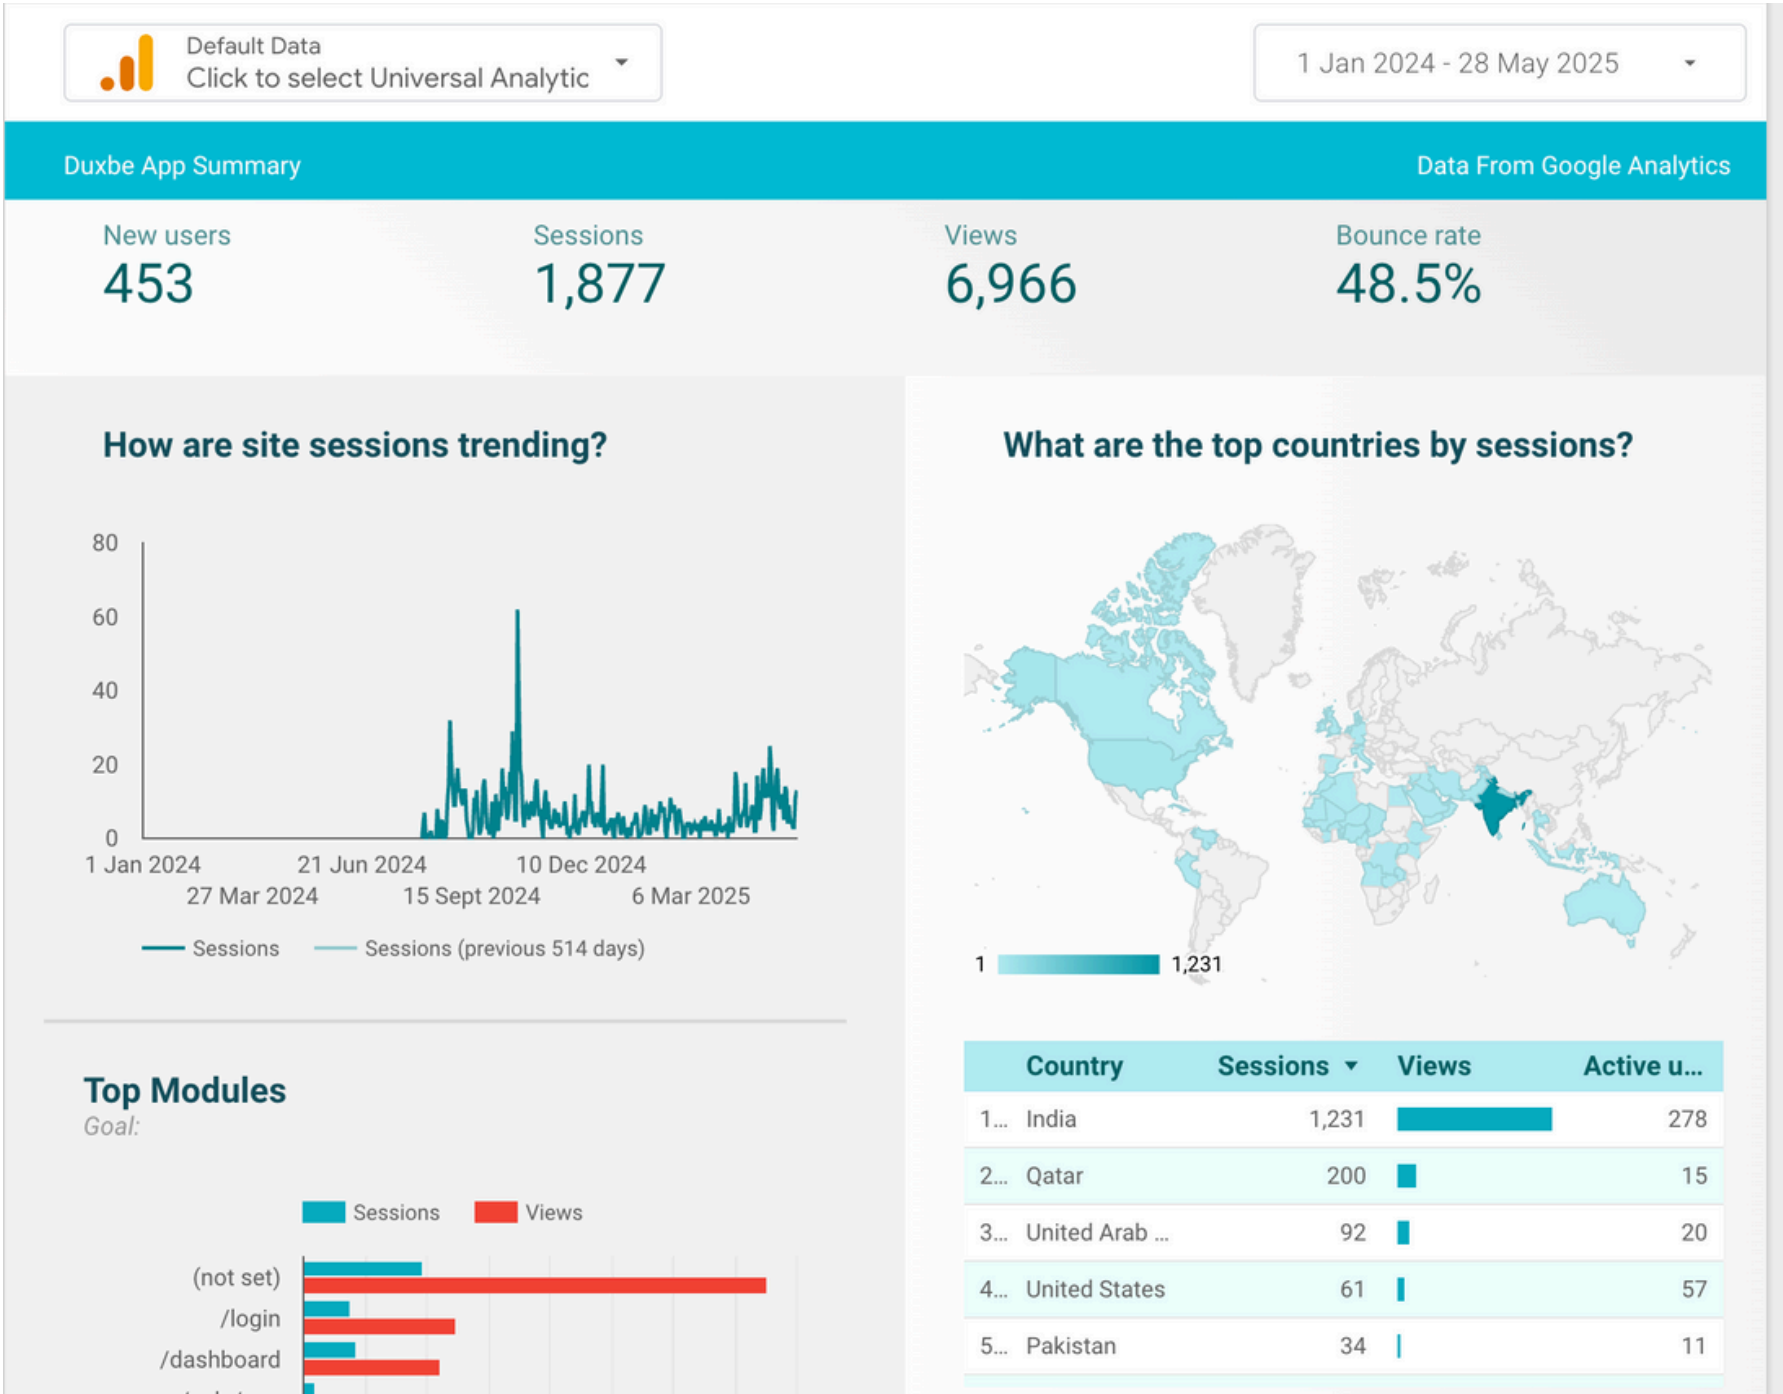 Default Data
Click to select Universal Analytic
1 Jan 2024 - 28 May 2025
Duxbe App Summary
Data From Google Analytics
New users
453
Sessions
1,877
Views
6,966
Bounce rate
48.5%
How are site sessions trending?
80
60
40
20
0
1 Jan 2024
21 Jun 2024
10 Dec 2024
27 Mar 2024
15 Sept 2024
6 Mar 2025
Sessions
Sessions (previous 514 days)
What are the top countries by sessions?
1
1,231
Top Modules
Goal:
Sessions
Views
(not set)
/login
/dashboard
Country Sessions Views Active u...
1... India 1,231 278
2... Qatar 200 15
3... United Arab ... 92 20
4... United States 61 57
5... Pakistan 34 11